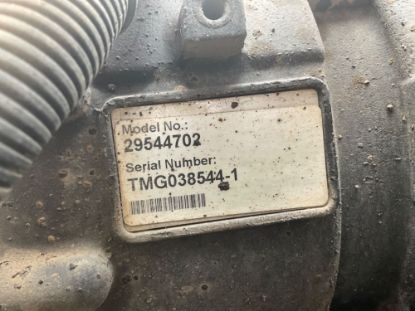 Model No.:
29544702
Serial Number:
TMG038544-1